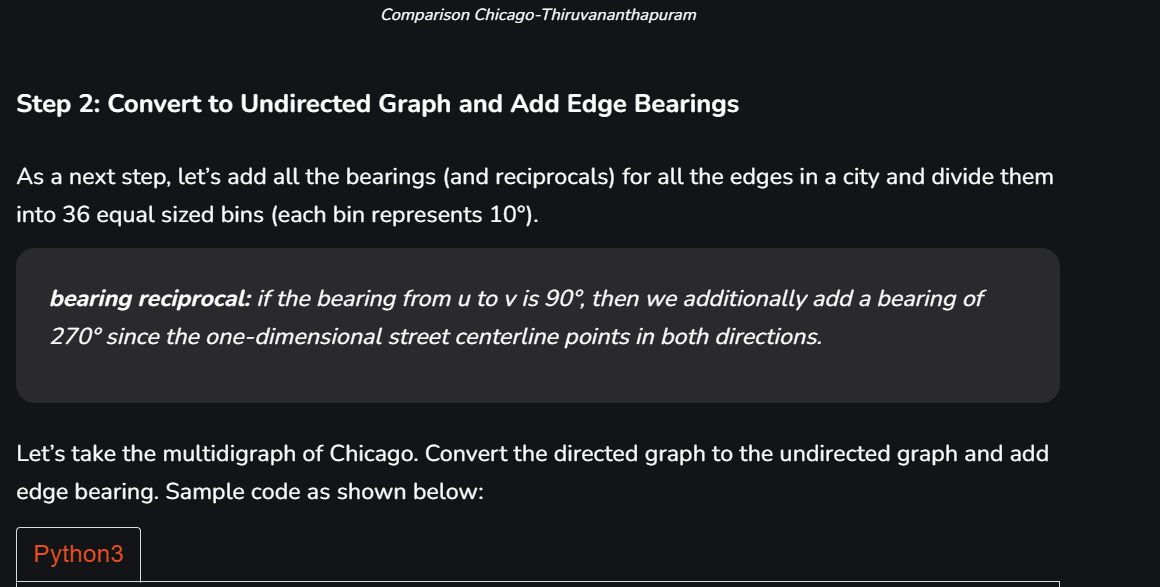 Comparison Chicago-Thiruvananthapuram
Step 2: Convert to Undirected Graph and Add Edge Bearings
As a next step, let’s add all the bearings (and reciprocals) for all the edges in a city and divide them
into 36 equal sized bins (each bin represents 10°).
bearing reciprocal: if the bearing from u to v is 90°, then we additionally add a bearing of
270° since the one-dimensional street centerline points in both directions.
Let’s take the multidigraph of Chicago. Convert the directed graph to the undirected graph and add
edge bearing. Sample code as shown below:
Python3